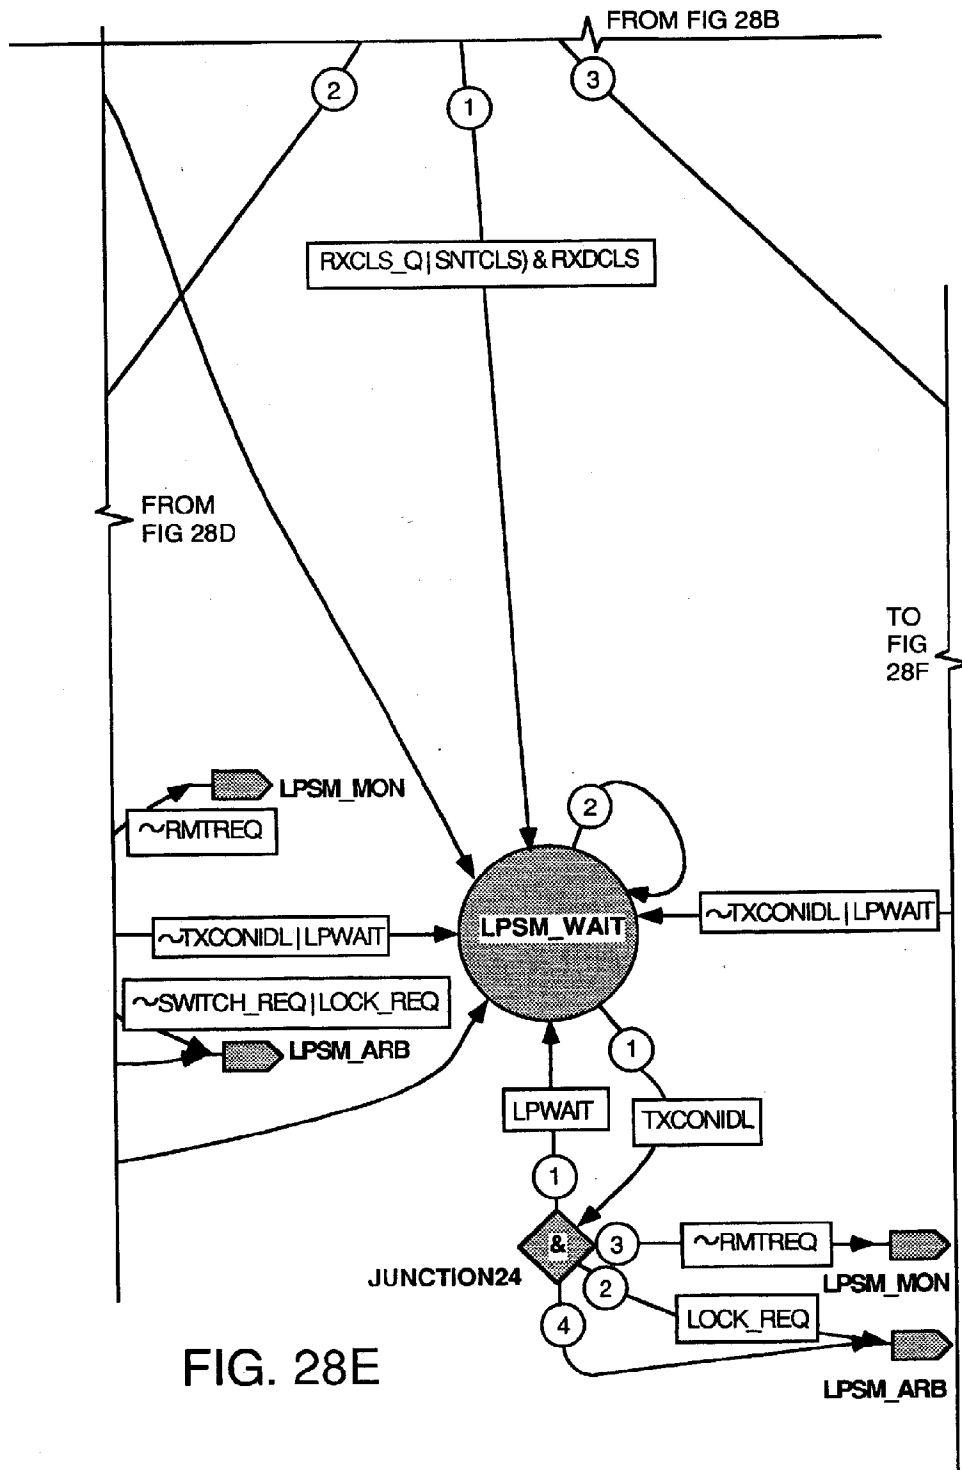 FROM FIG 28B
2
1
3
RXCLS_Q|SNTCLS) & RXDCLS
FROM
FIG 28D
TO
FIG
28F
LPSM_MON
~RMTREQ
2
~TXCONIDL|LPWAIT
LPSM_WAIT
~TXCONIDL|LPWAIT
~SWITCH_REQ|LOCK_REQ
LPSM_ARB
1
LPWAIT
TXCONIDL
1
&
3
~RMTREQ
JUNCTION24
2
LPSM_MON
4
LOCK_REQ
LPSM_ARB
FIG. 28E